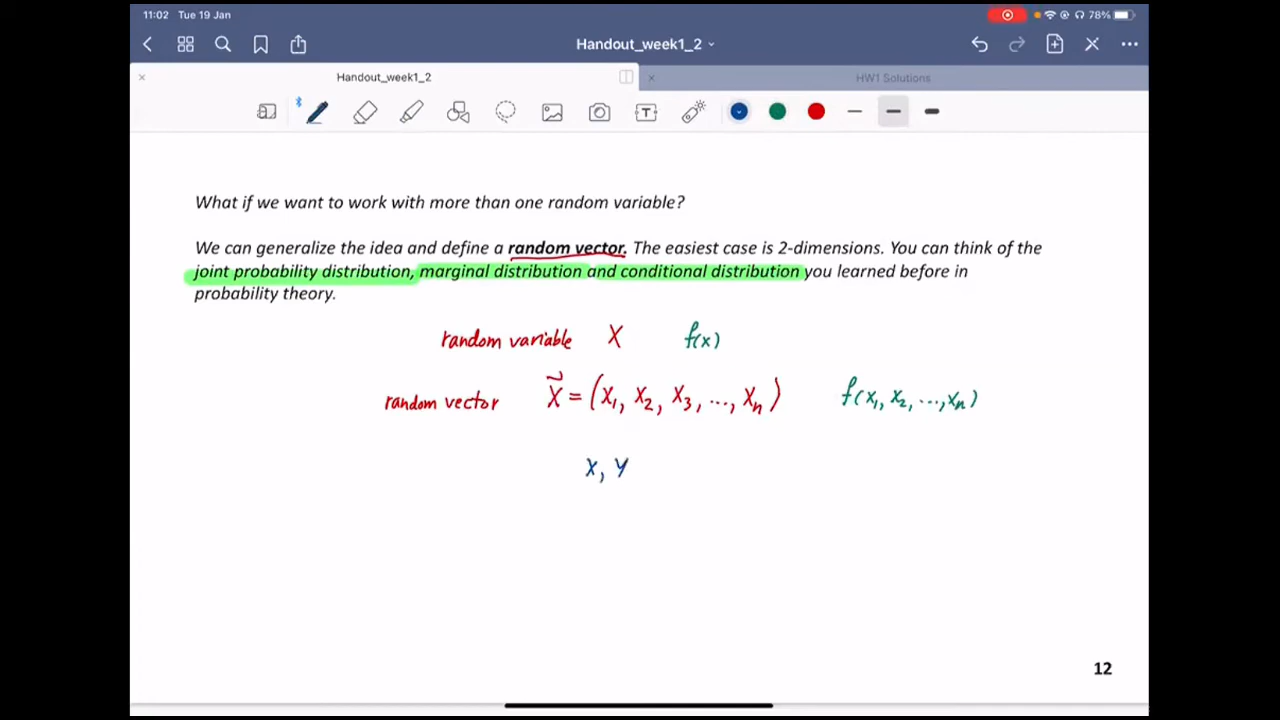 11:02 Tue 19 Jan 78%
Handout_week1_2
Handout_week1_2 HW1 Solutions
What if we want to work with more than one random variable?
We can generalize the idea and define a random vector. The easiest case is 2-dimensions. You can think of the
joint probability distribution, marginal distribution and conditional distribution you learned before in
probability theory.
random variable X f(x)
random vector X⃗ = (X₁, X₂, X₃, ..., Xₙ) f(x₁, x₂, ..., xₙ)
X, Y
12